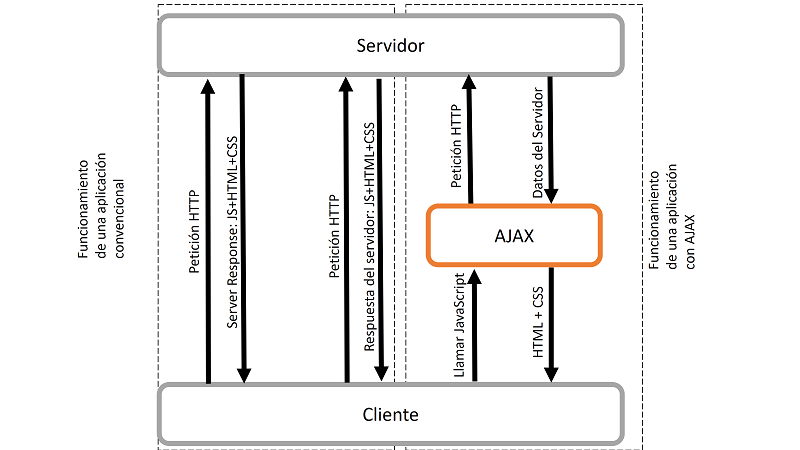 Servidor
Funcionamiento
de una aplicación
convencional
Petición HTTP
Server Response: JS+HTML+CSS
Petición HTTP
Respuesta del servidor: JS+HTML+CSS
Petición HTTP
Datos del Servidor
AJAX
Llamar JavaScript
HTML + CSS
Funcionamiento
de una aplicación
con AJAX
Cliente